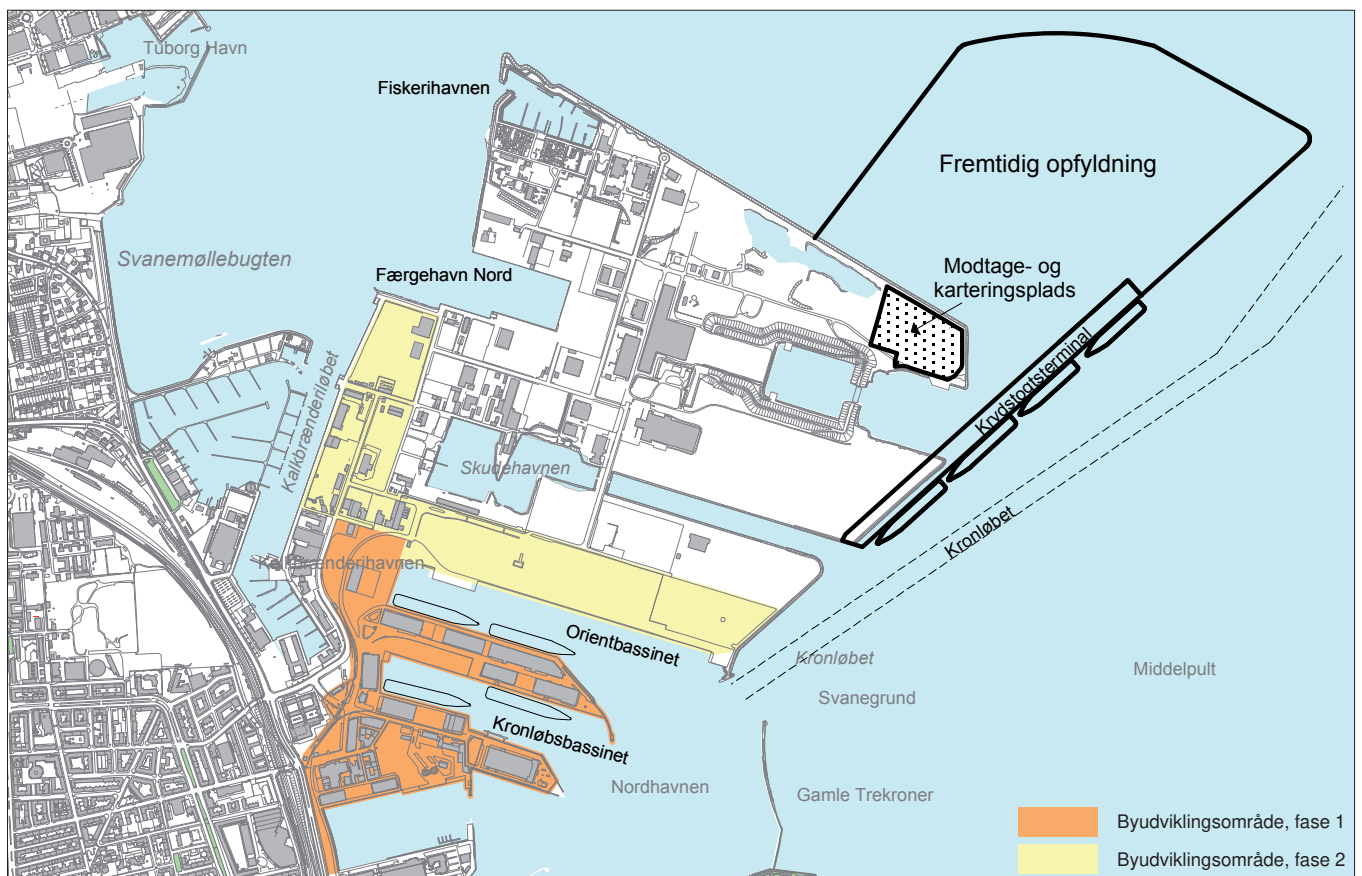 Tuborg Havn
Fiskerihavnen
Fremtidig opfyldning
Svanemøllebugten
Færgehavn Nord
Modtage- og
karteringsplads
Kalkbrænderiløbet
Krydstogtsterminal
Skudehavnen
Kronløbet
Kalkbrænderihavnen
Orientbassinet
Kronløbet
Middelpult
Svanegrund
Kronløbsbassinet
Nordhavnen
Gamle Trekroner
Byudviklingsområde, fase 1
Byudviklingsområde, fase 2